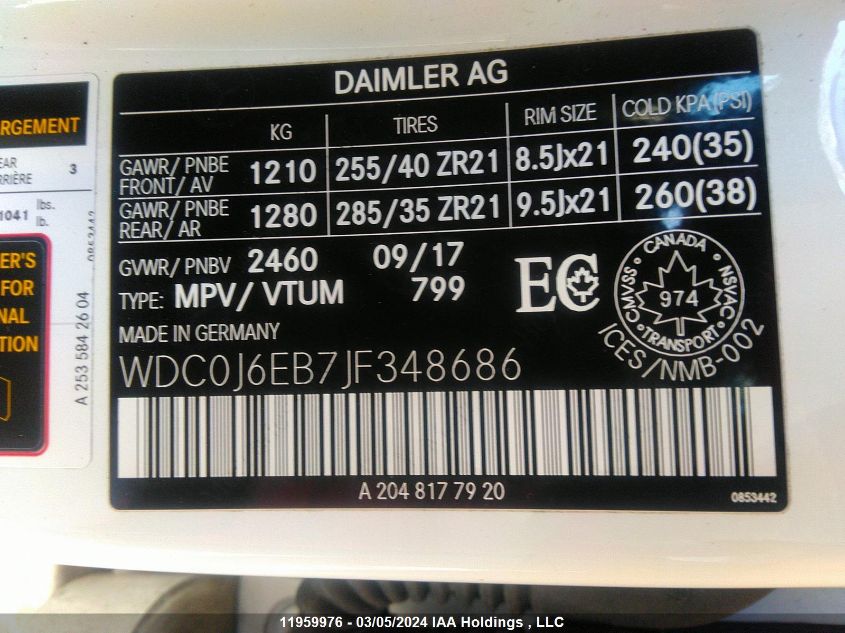 DAIMLER AG
KG TIRES RIM SIZE COLD KPA (PSI)
GAWR/ PNBE FRONT/ AV 1210 255/40 ZR21 8.5Jx21 240(35)
GAWR/ PNBE REAR/ AR 1280 285/35 ZR21 9.5Jx21 260(38)
GVWR/ PNBV 2460 09/17
TYPE: MPV/ VTUM 799
EC
CANADA
CMVSS 974 NSVAC
TRANSPORT
ICES/NMB-002
MADE IN GERMANY
WDC0J6EB7JF348686
A 204 817 79 20
0853442
RGEMENT
EAR
RRIÈRE 3
1041 lbs.
lb.
0853442
ER'S
FOR
NAL
TION
A 253 584 26 04
11959976 - 03/05/2024 IAA Holdings , LLC